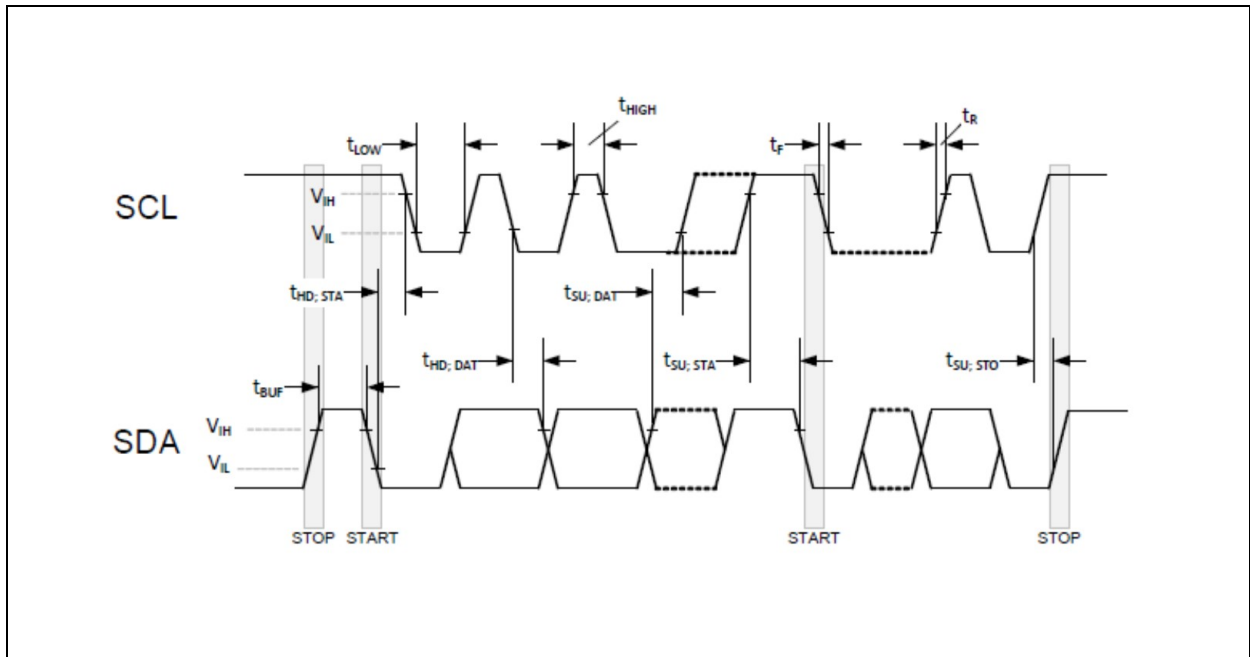 tHIGH
tLOW
tF
tR
SCL
VIH
VIL
tHD; STA
tSU; DAT
tHD; DAT
tSU; STA
tSU; STO
tBUF
SDA
VIH
VIL
STOP START START STOP